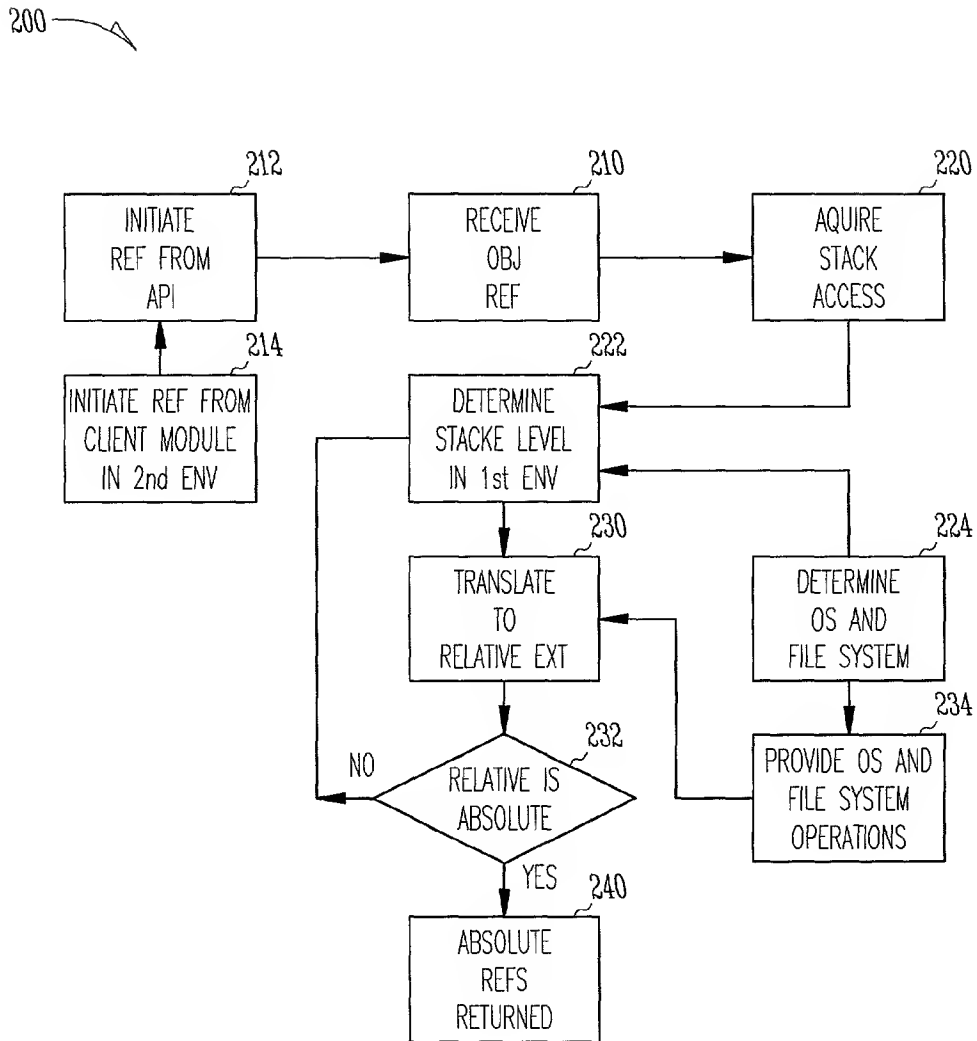 200
212
INITIATE
REF FROM
API
210
RECEIVE
OBJ
REF
220
AQUIRE
STACK
ACCESS
214
INITIATE REF FROM
CLIENT MODULE
IN 2nd ENV
222
DETERMINE
STACKE LEVEL
IN 1st ENV
230
TRANSLATE
TO
RELATIVE EXT
224
DETERMINE
OS AND
FILE SYSTEM
232
NO
RELATIVE IS
ABSOLUTE
YES
234
PROVIDE OS AND
FILE SYSTEM
OPERATIONS
240
ABSOLUTE
REFS
RETURNED